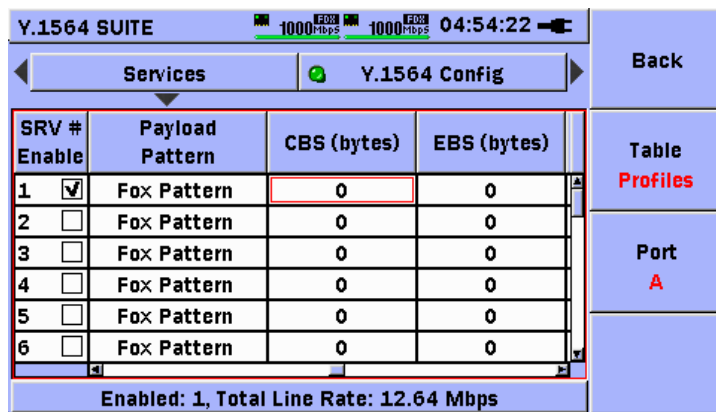 Y.1564 SUITE 1000 FDX Mbps 1000 FDX Mbps 04:54:22
Services Y.1564 Config
SRV # Enable Payload Pattern CBS (bytes) EBS (bytes)
1 Fox Pattern 0 0
2 Fox Pattern 0 0
3 Fox Pattern 0 0
4 Fox Pattern 0 0
5 Fox Pattern 0 0
6 Fox Pattern 0 0
Enabled: 1, Total Line Rate: 12.64 Mbps
Back
Table
Profiles
Port
A